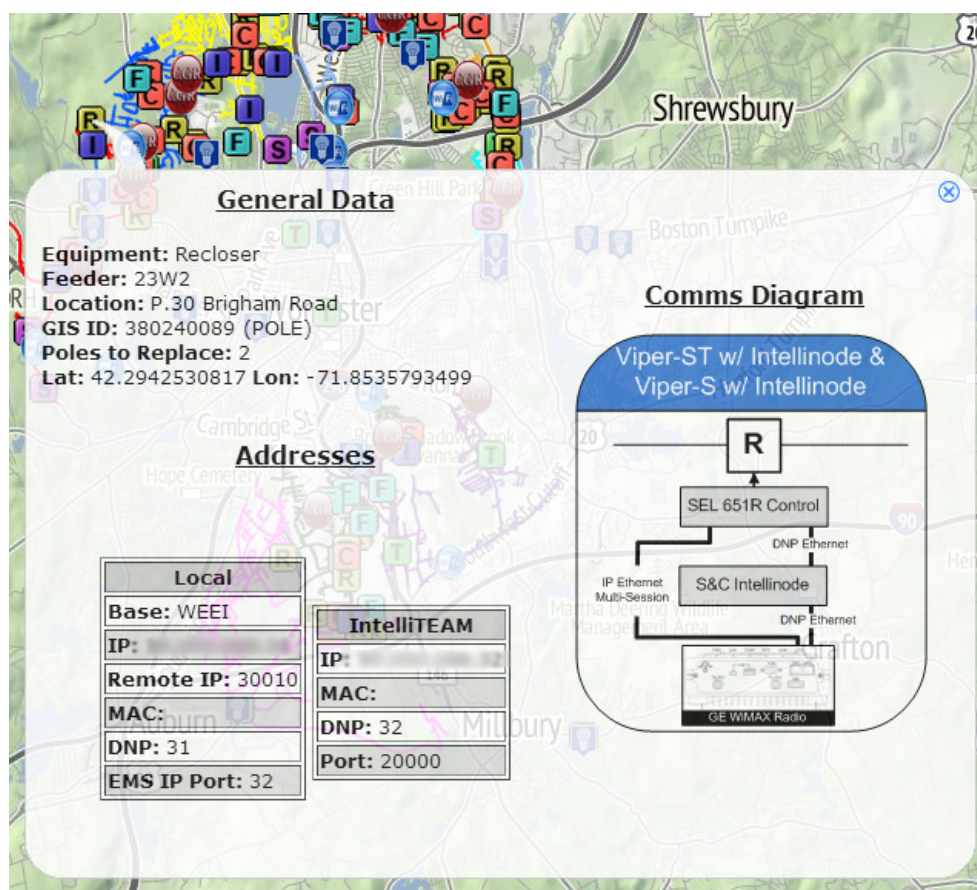 Shrewsbury
General Data
Equipment: Recloser
Feeder: 23W2
Location: P.30 Brigham Road
GIS ID: 380240089 (POLE)
Poles to Replace: 2
Lat: 42.2942530817 Lon: -71.8535793499
Green Hill Park
Boston Turnpike
Comms Diagram
Viper-ST w/ Intellinode &
Viper-S w/ Intellinode
R
SEL 651R Control
DNP Ethernet
IP Ethernet
Multi-Session
S&C Intellinode
DNP Ethernet
GE WiMAX Radio
Cambridge St
Hope Cemetery
20
90
Addresses
Local
Base: WEEI
IP:
Remote IP: 30010
MAC:
DNP: 31
EMS IP Port: 32
IntelliTEAM
IP:
MAC:
DNP: 32
Port: 20000
Martha Deering Wildlife
Management Area
Grafton
146
Auburn
Millbury